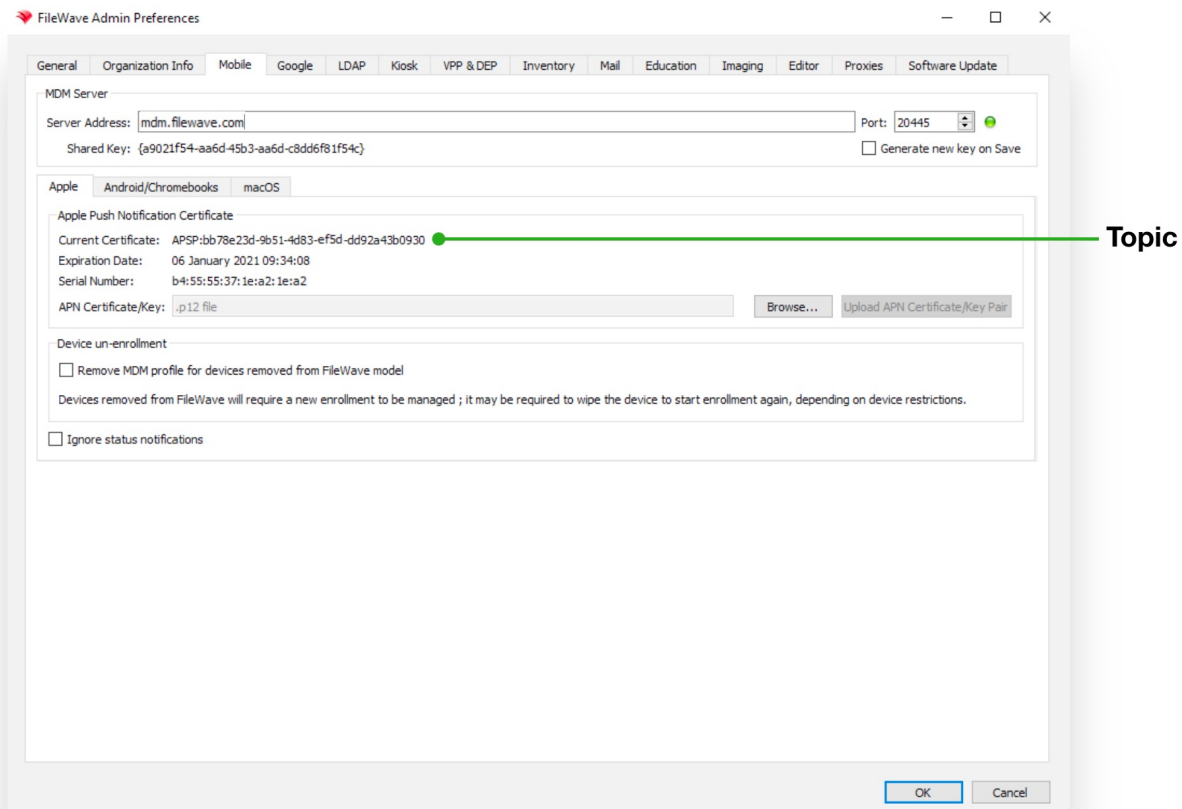 FileWave Admin Preferences
General Organization Info Mobile Google LDAP Kiosk VPP & DEP Inventory Mail Education Imaging Editor Proxies Software Update
MDM Server
Server Address: mdm.filewave.com Port: 20445
Shared Key: {a9021f54-aa6d-45b3-aa6d-c8dd6f81f54c} Generate new key on Save
Apple Android/Chromebooks macOS
Apple Push Notification Certificate
Current Certificate: APSP:bb78e23d-9b51-4d83-ef5d-dd92a43b0930 Topic
Expiration Date: 06 January 2021 09:34:08
Serial Number: b4:55:55:37:1e:a2:1e:a2
APN Certificate/Key: .p12 file Browse... Upload APN Certificate/Key Pair
Device un-enrollment
Remove MDM profile for devices removed from FileWave model
Devices removed from FileWave will require a new enrollment to be managed ; it may be required to wipe the device to start enrollment again, depending on device restrictions.
Ignore status notifications
OK Cancel